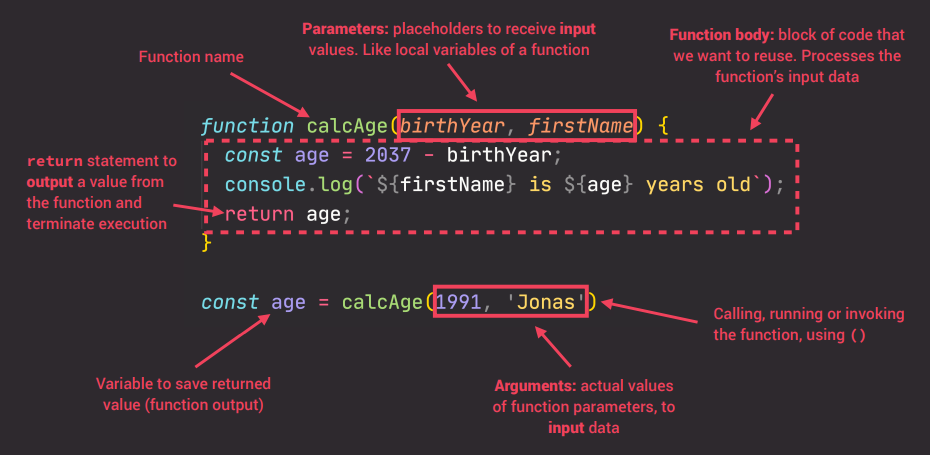 Parameters: placeholders to receive input
values. Like local variables of a function
Function name
Function body: block of code that
we want to reuse. Processes the
function's input data
function calcAge(birthYear, firstName) {
const age = 2037 - birthYear;
console.log(`${firstName} is ${age} years old`);
return age;
}
return statement to
output a value from
the function and
terminate execution
const age = calcAge(1991, 'Jonas')
Calling, running or invoking
the function, using ()
Variable to save returned
value (function output)
Arguments: actual values
of function parameters, to
input data